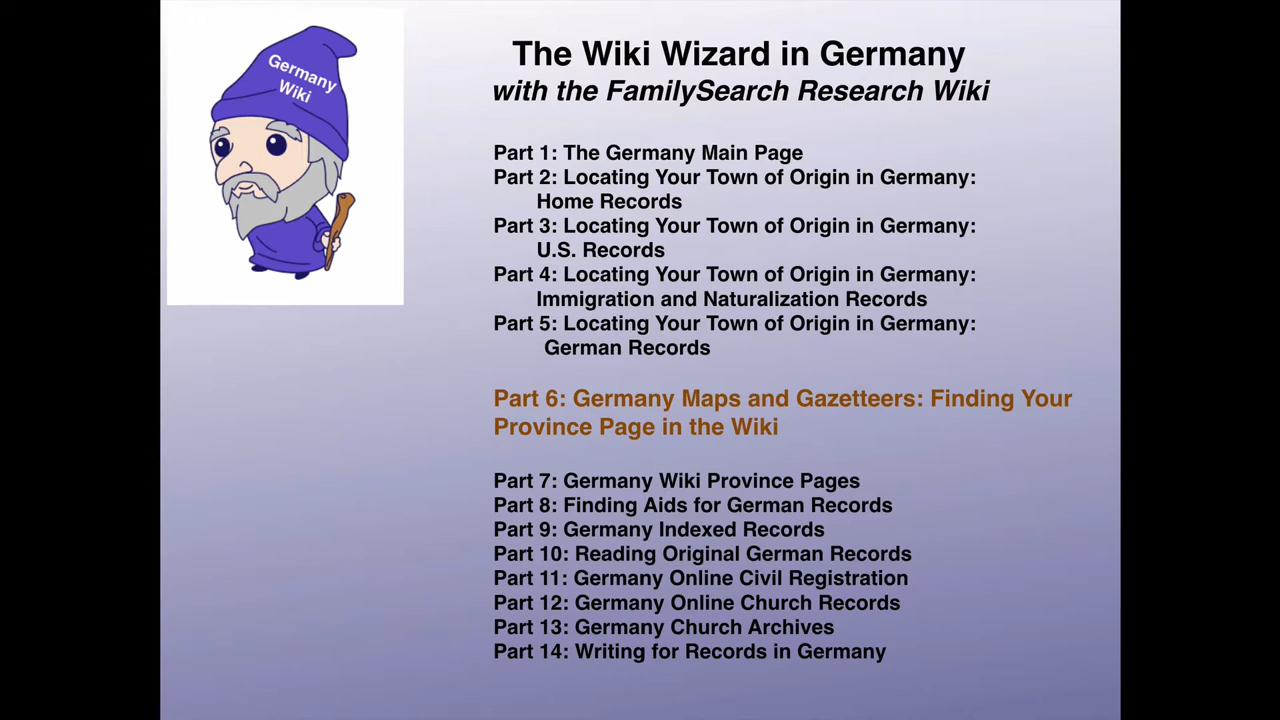 Germany
Wiki
The Wiki Wizard in Germany
with the FamilySearch Research Wiki
Part 1: The Germany Main Page
Part 2: Locating Your Town of Origin in Germany:
Home Records
Part 3: Locating Your Town of Origin in Germany:
U.S. Records
Part 4: Locating Your Town of Origin in Germany:
Immigration and Naturalization Records
Part 5: Locating Your Town of Origin in Germany:
German Records
Part 6: Germany Maps and Gazetteers: Finding Your
Province Page in the Wiki
Part 7: Germany Wiki Province Pages
Part 8: Finding Aids for German Records
Part 9: Germany Indexed Records
Part 10: Reading Original German Records
Part 11: Germany Online Civil Registration
Part 12: Germany Online Church Records
Part 13: Germany Church Archives
Part 14: Writing for Records in Germany